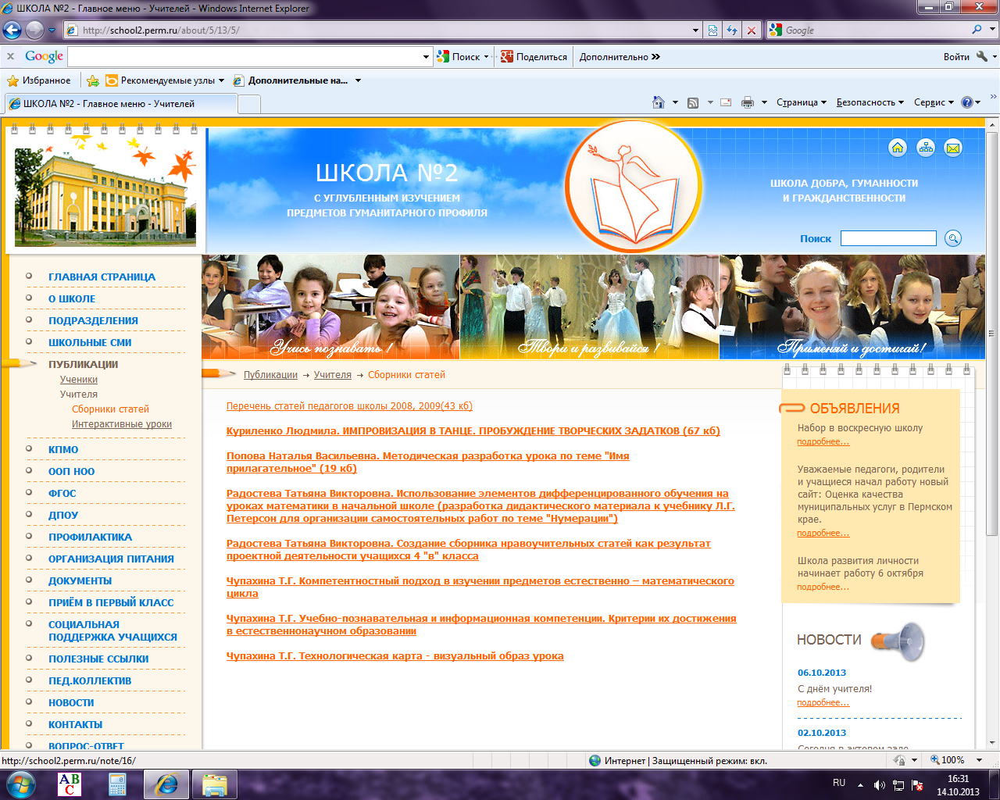 ШКОЛА №2 - Главное меню - Учителей - Windows Internet Explorer
http://school2.perm.ru/about/5/13/5/
Google
Google
Поиск
Поделиться
Дополнительно »
Войти
Избранное
Рекомендуемые узлы
Дополнительные на...
ШКОЛА №2 - Главное меню - Учителей
Страница
Безопасность
Сервис
ШКОЛА №2
С УГЛУБЛЕННЫМ ИЗУЧЕНИЕМ
ПРЕДМЕТОВ ГУМАНИТАРНОГО ПРОФИЛЯ
ШКОЛА ДОБРА, ГУМАННОСТИ
И ГРАЖДАНСТВЕННОСТИ
Поиск
Учись познавать !
Твори и развивайся !
Применяй и достигай!
ГЛАВНАЯ СТРАНИЦА
О ШКОЛЕ
ПОДРАЗДЕЛЕНИЯ
ШКОЛЬНЫЕ СМИ
ПУБЛИКАЦИИ
Ученики
Учителя
Сборники статей
Интерактивные уроки
КПМО
ООП НОО
ФГОС
ДПОУ
ПРОФИЛАКТИКА
ОРГАНИЗАЦИЯ ПИТАНИЯ
ДОКУМЕНТЫ
ПРИЁМ В ПЕРВЫЙ КЛАСС
СОЦИАЛЬНАЯ
ПОДДЕРЖКА УЧАЩИХСЯ
ПОЛЕЗНЫЕ ССЫЛКИ
ПЕД.КОЛЛЕКТИВ
НОВОСТИ
КОНТАКТЫ
ВОПРОС-ОТВЕТ
Публикации → Учителя → Сборники статей
Перечень статей педагогов школы 2008, 2009(43 кб)
Куриленко Людмила. ИМПРОВИЗАЦИЯ В ТАНЦЕ. ПРОБУЖДЕНИЕ ТВОРЧЕСКИХ ЗАДАТКОВ (67 кб)
Попова Наталья Васильевна. Методическая разработка урока по теме "Имя
прилагательное" (19 кб)
Радостева Татьяна Викторовна. Использование элементов дифференцированного обучения на
уроках математики в начальной школе (разработка дидактического материала к учебнику Л.Г.
Петерсон для организации самостоятельных работ по теме "Нумерации")
Радостева Татьяна Викторовна. Создание сборника нравоучительных статей как результат
проектной деятельности учащихся 4 "в" класса
Чупахина Т.Г. Компетентностный подход в изучении предметов естественно – математического
цикла
Чупахина Т.Г. Учебно-познавательная и информационная компетенции. Критерии их достижения
в естественнонаучном образовании
Чупахина Т.Г. Технологическая карта - визуальный образ урока
ОБЪЯВЛЕНИЯ
Набор в воскресную школу
подробнее...
Уважаемые педагоги, родители
и учащиеся начал работу новый
сайт: Оценка качества
муниципальных услуг в Пермском
крае.
подробнее...
Школа развития личности
начинает работу 6 октября
подробнее...
НОВОСТИ
06.10.2013
С днём учителя!
подробнее...
02.10.2013
Сегодня в актовом зале
http://school2.perm.ru/note/16/
Интернет | Защищенный режим: вкл.
100%
ABC
RU
16:31
14.10.2013